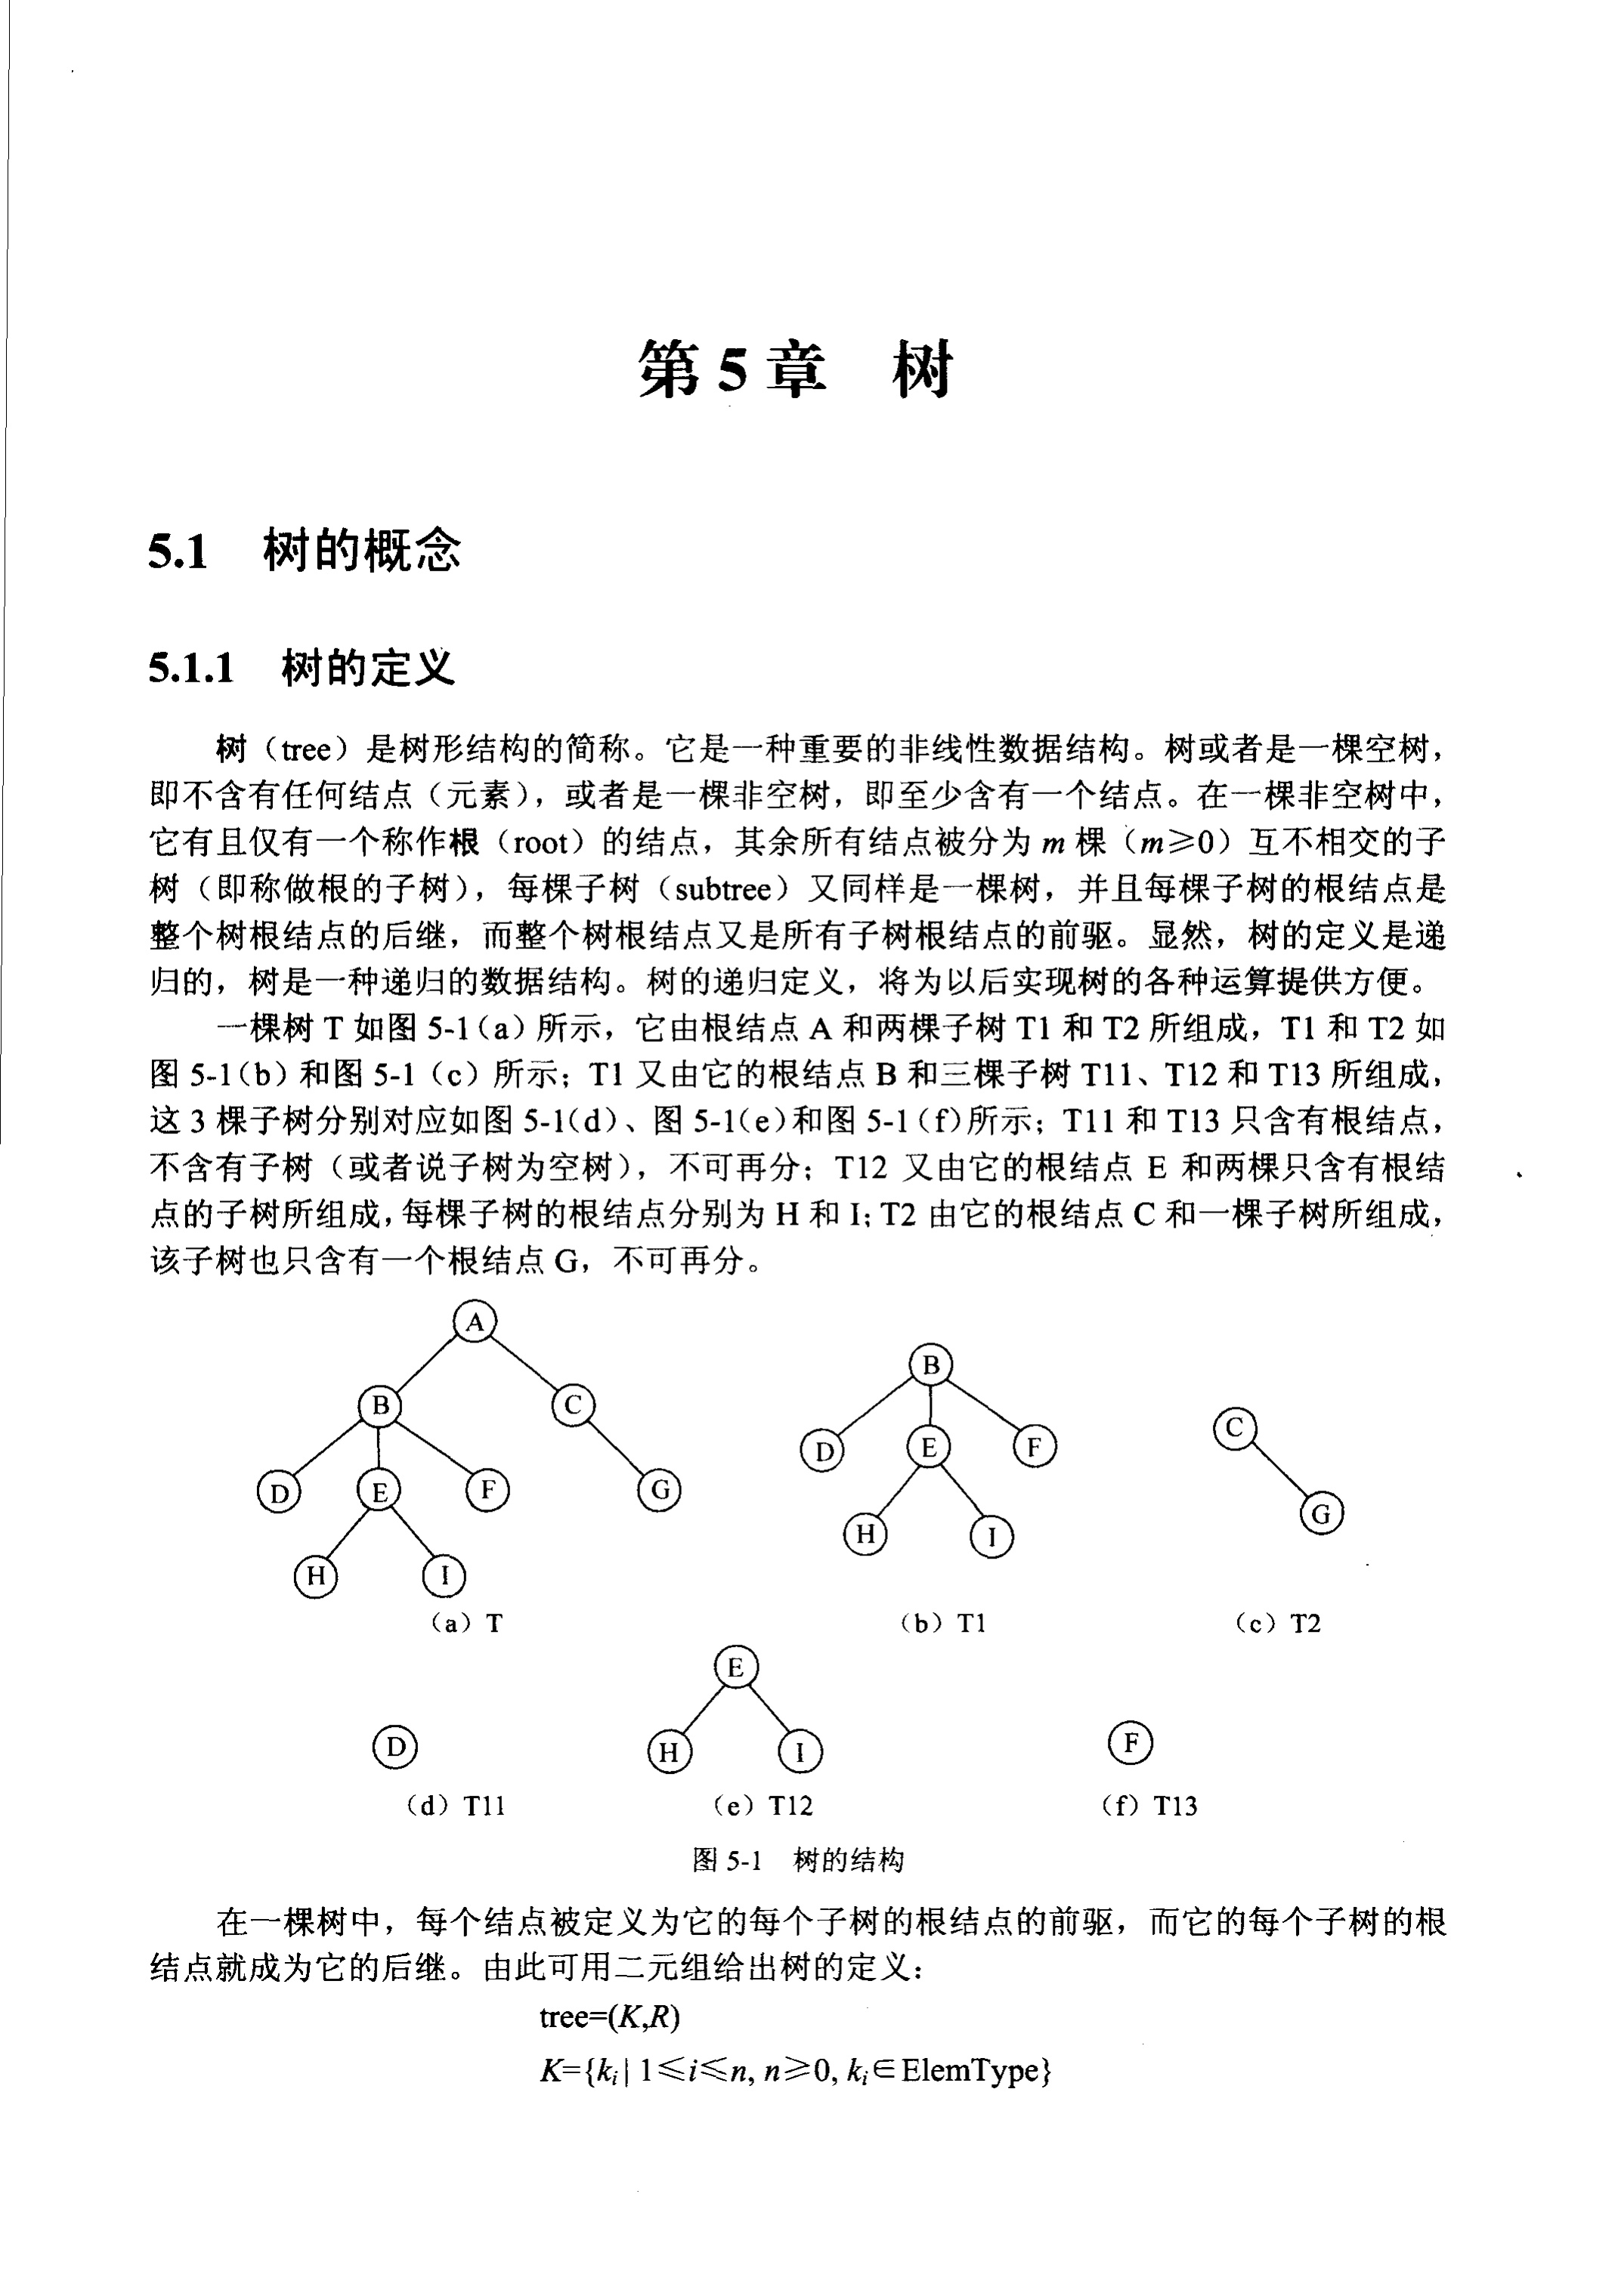 第 5 章　树
5.1　树的概念
5.1.1　树的定义
树（tree）是树形结构的简称。它是一种重要的非线性数据结构。树或者是一棵空树，
即不含有任何结点（元素），或者是一棵非空树，即至少含有一个结点。在一棵非空树中，
它有且仅有一个称作根（root）的结点，其余所有结点被分为 m 棵（m≥0）互不相交的子
树（即称做根的子树），每棵子树（subtree）又同样是一棵树，并且每棵子树的根结点是
整个树根结点的后继，而整个树根结点又是所有子树根结点的前驱。显然，树的定义是递
归的，树是一种递归的数据结构。树的递归定义，将为以后实现树的各种运算提供方便。
一棵树 T 如图 5-1（a）所示，它由根结点 A 和两棵子树 T1 和 T2 所组成，T1 和 T2 如
图 5-1（b）和图 5-1（c）所示；T1 又由它的根结点 B 和三棵子树 T11、T12 和 T13 所组成，
这 3 棵子树分别对应如图 5-1(d)、图 5-1(e)和图 5-1(f)所示；T11 和 T13 只含有根结点，
不含有子树（或者说子树为空树），不可再分；T12 又由它的根结点 E 和两棵只含有根结
点的子树所组成，每棵子树的根结点分别为 H 和 I；T2 由它的根结点 C 和一棵子树所组成，
该子树也只含有一个根结点 G，不可再分。
A
B C
D E F G
H I
（a）T
B
D E F
H I
（b）T1
C
G
（c）T2
D
（d）T11
E
H I
（e）T12
F
（f）T13
图 5-1　树的结构
在一棵树中，每个结点被定义为它的每个子树的根结点的前驱，而它的每个子树的根
结点就成为它的后继。由此可用二元组给出树的定义：
tree=(K,R)
K={kᵢ| 1≤i≤n, n≥0, kᵢ∈ElemType}